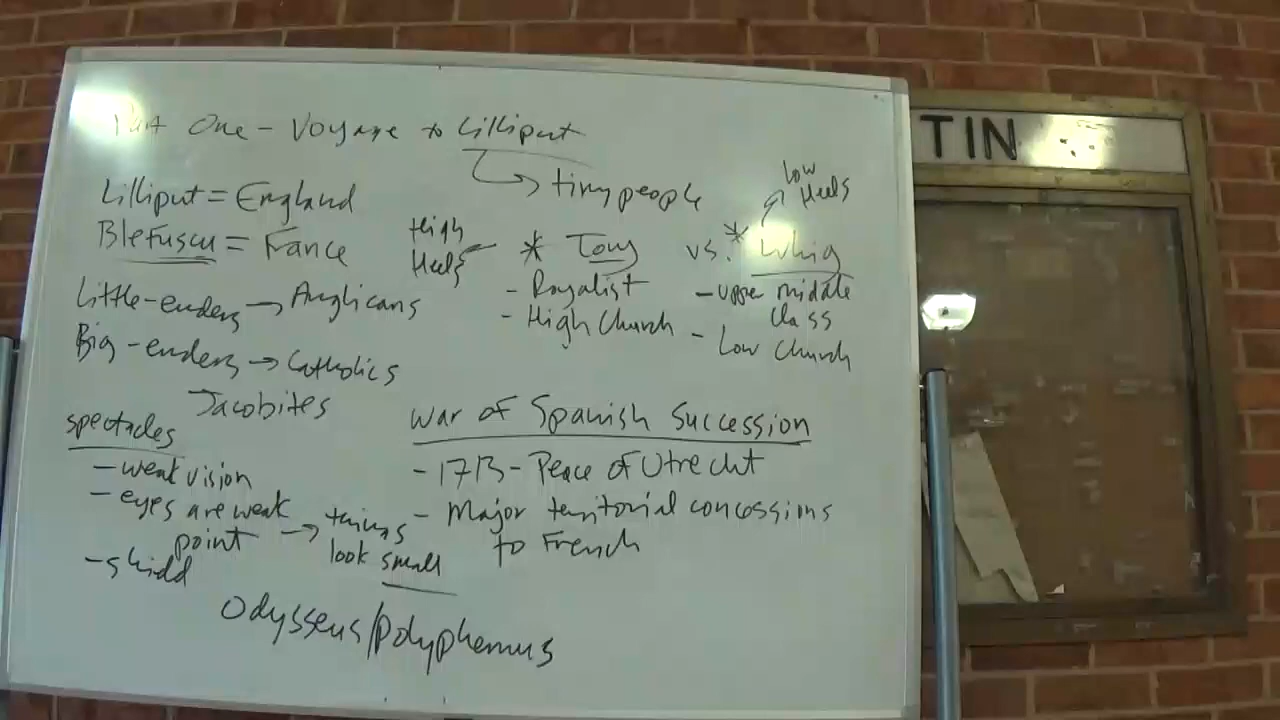 Part One - Voyage to Lilliput
tiny people
Lilliput = England
Blefuscu = France
Little-enders → Anglicans
Big-enders → Catholics
Jacobites
High
Heels
* Tory vs. * Whig
Low
Heels
- Royalist
- High Church
- upper middle
class
- Low Church
spectacles
- weak vision
- eyes are weak
point → things
look small
- shield
War of Spanish Succession
- 1713 - Peace of Utrecht
- Major territorial concessions
to French
Odysseus/Polyphemus
TIN